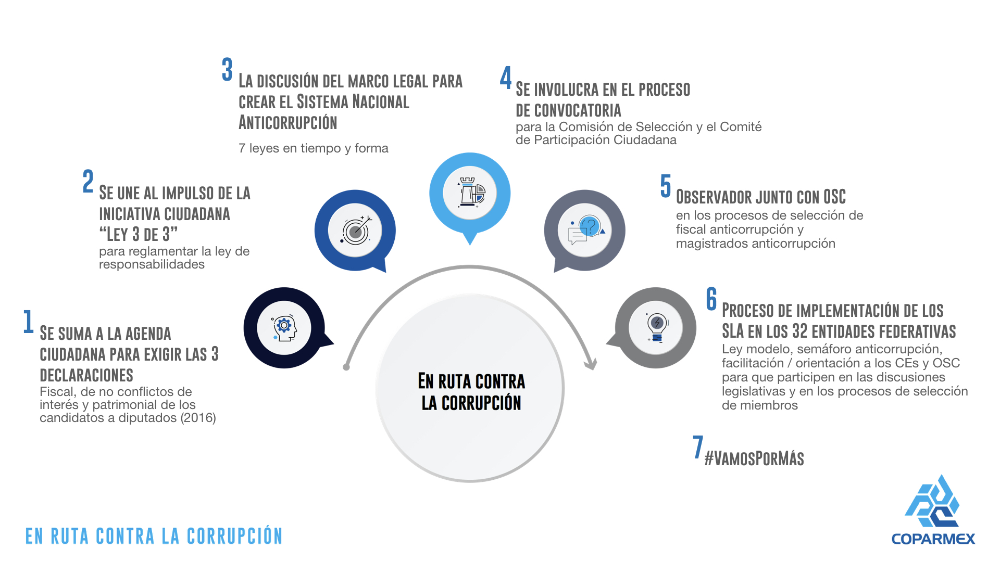 1
Se suma a la agenda
ciudadana para exigir las 3
declaraciones
Fiscal, de no conflictos de
interés y patrimonial de los
candidatos a diputados (2016)
2
Se une al impulso de la
iniciativa ciudadana
“Ley 3 de 3”
para reglamentar la ley de
responsabilidades
3
La discusión del marco legal para
crear el Sistema Nacional
Anticorrupción
7 leyes en tiempo y forma
4
Se involucra en el proceso
de convocatoria
para la Comisión de Selección y el Comité
de Participación Ciudadana
5
Observador junto con OSC
en los procesos de selección de
fiscal anticorrupción y
magistrados anticorrupción
6
Proceso de implementación de los
SLA en los 32 entidades federativas
Ley modelo, semáforo anticorrupción,
facilitación / orientación a los CEs y OSC
para que participen en las discusiones
legislativas y en los procesos de selección
de miembros
7
#VamosPorMás
En ruta contra
la corrupción
EN RUTA CONTRA LA CORRUPCIÓN
COPARMEX